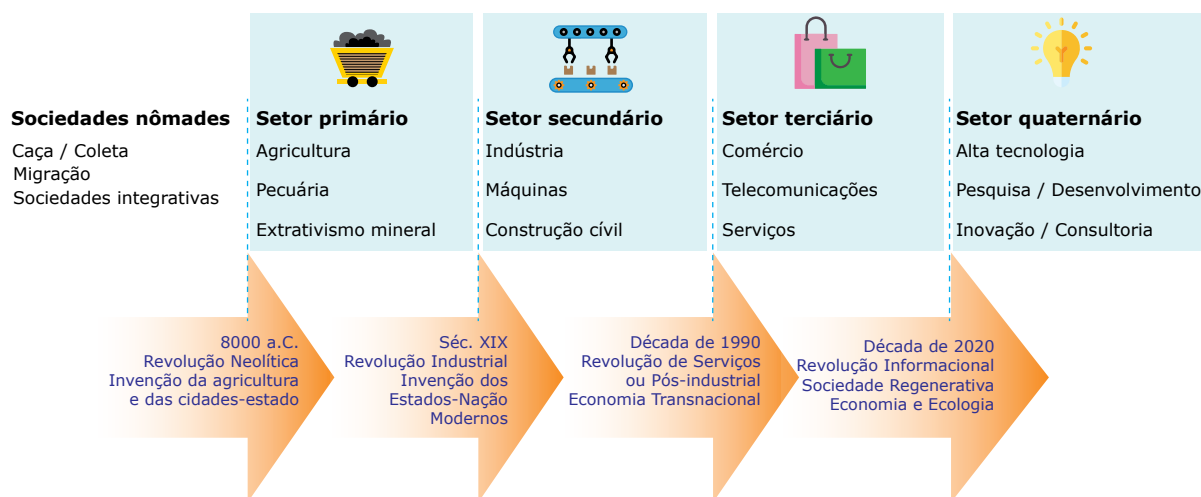 Sociedades nômades
Caça / Coleta
Migração
Sociedades integrativas
Setor primário
Agricultura
Pecuária
Extrativismo mineral
Setor secundário
Indústria
Máquinas
Construção cívil
Setor terciário
Comércio
Telecomunicações
Serviços
Setor quaternário
Alta tecnologia
Pesquisa / Desenvolvimento
Inovação / Consultoria
8000 a.C.
Revolução Neolítica
Invenção da agricultura
e das cidades-estado
Séc. XIX
Revolução Industrial
Invenção dos
Estados-Nação
Modernos
Década de 1990
Revolução de Serviços
ou Pós-industrial
Economia Transnacional
Década de 2020
Revolução Informacional
Sociedade Regenerativa
Economia e Ecologia